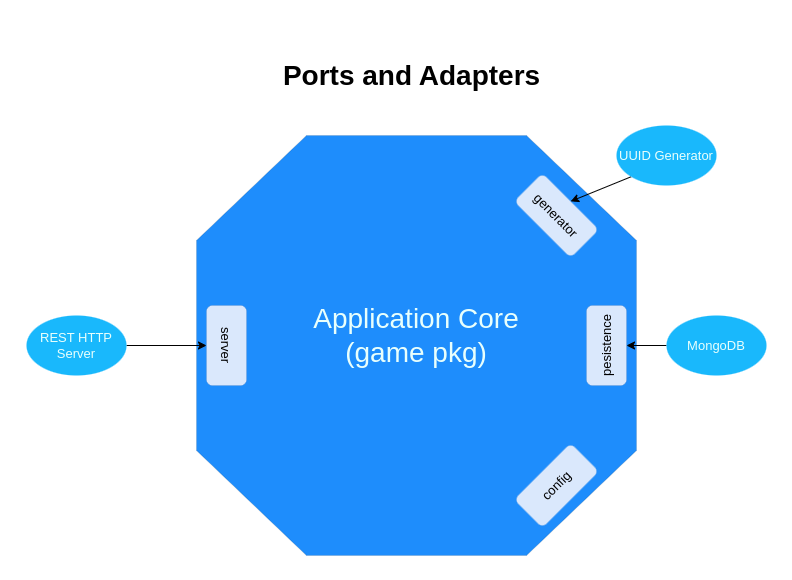 Ports and Adapters
UUID Generator
generator
Application Core
(game pkg)
REST HTTP
Server
server
pesistence
MongoDB
config